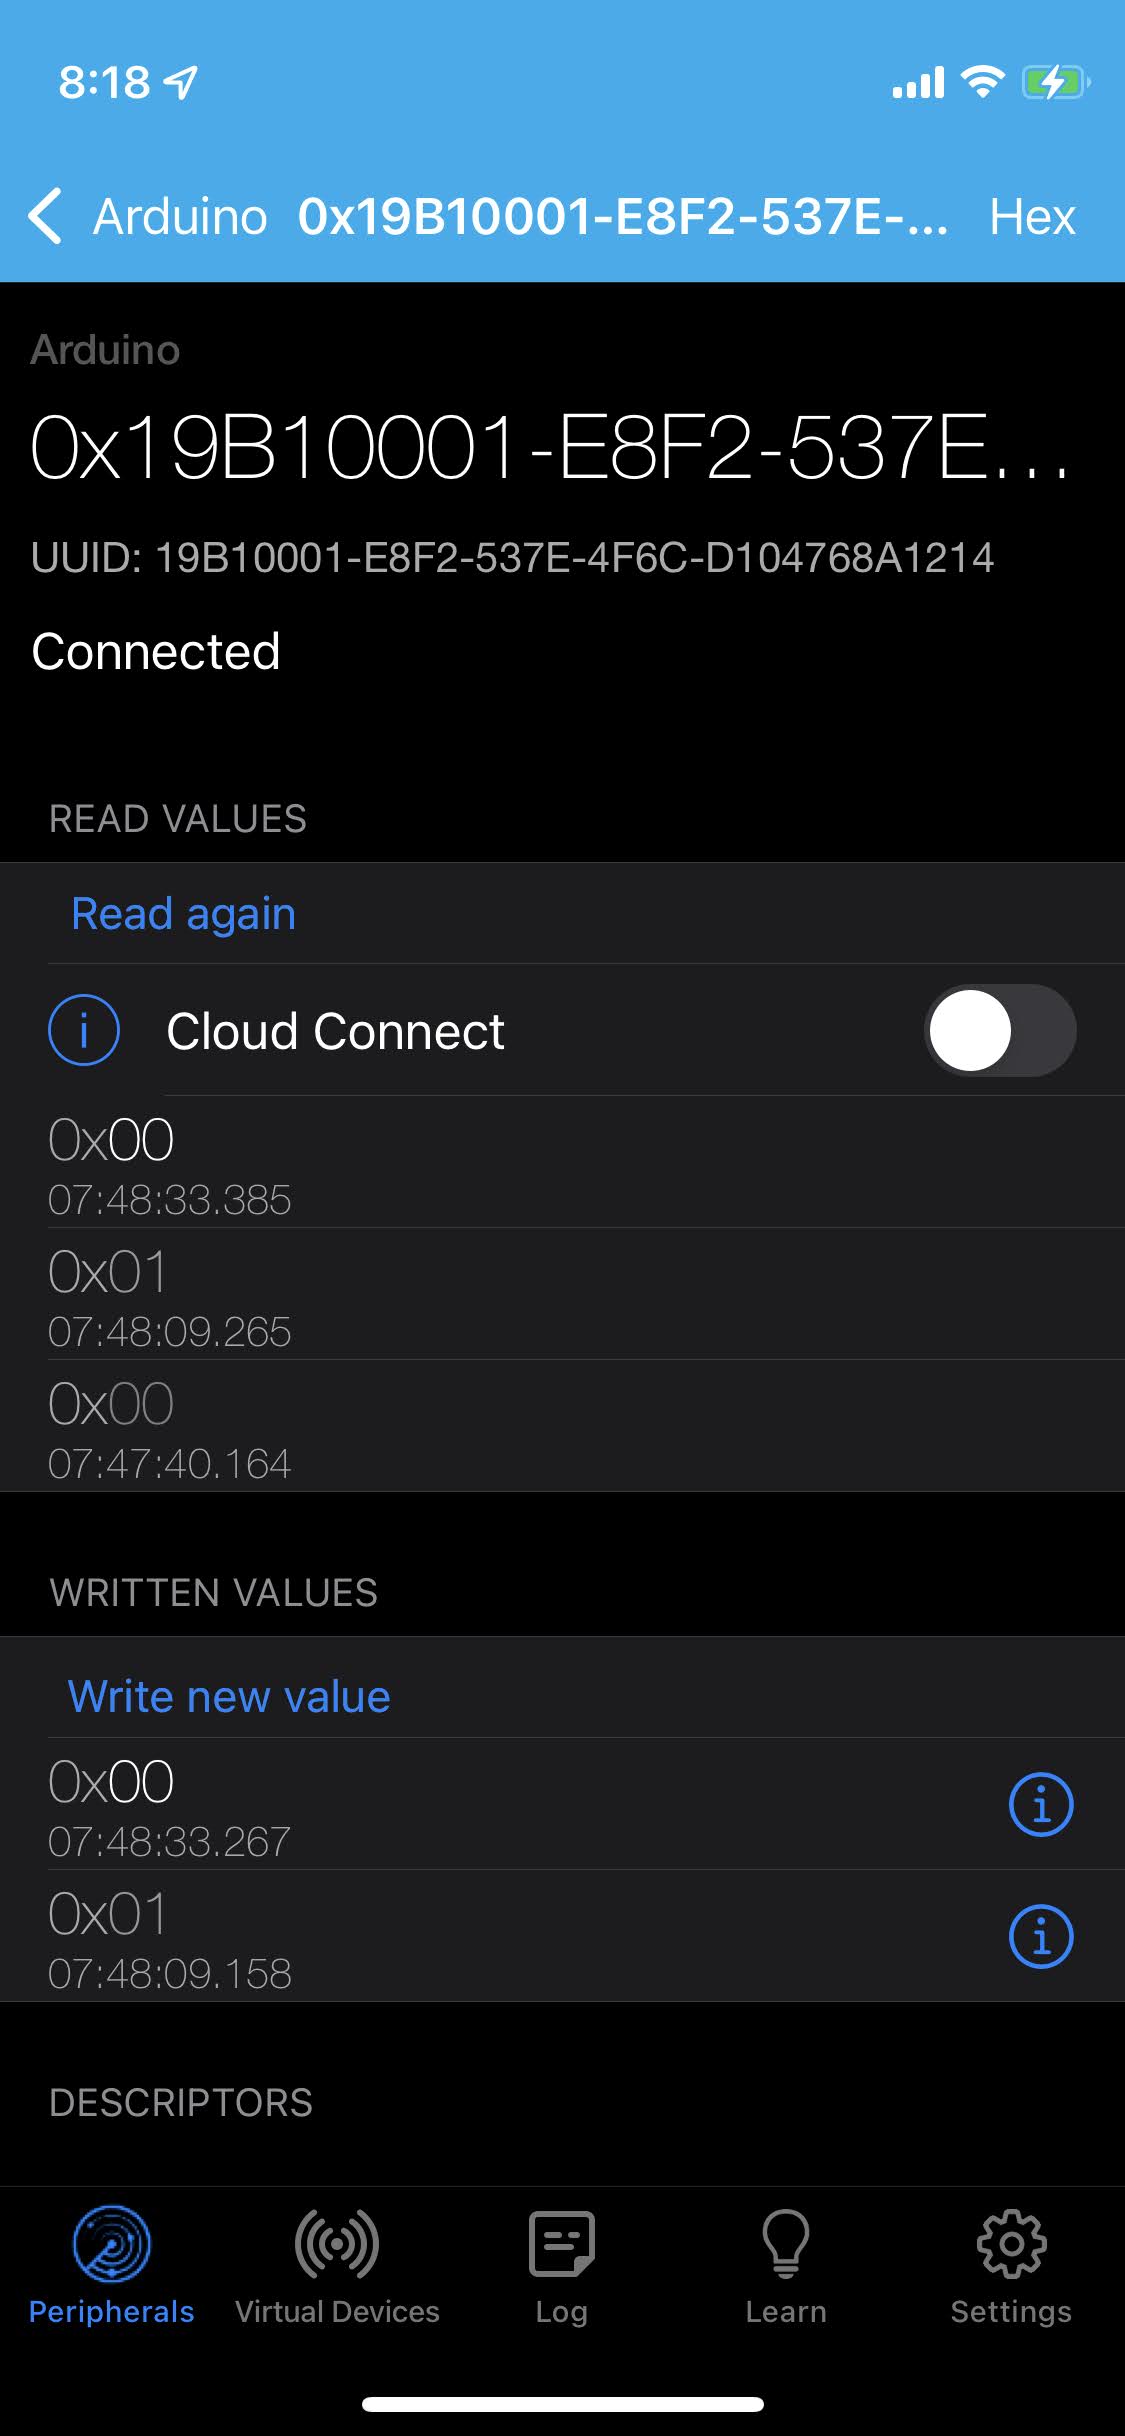 8:18
Arduino 0x19B10001-E8F2-537E-... Hex
Arduino
0x19B10001-E8F2-537E...
UUID: 19B10001-E8F2-537E-4F6C-D104768A1214
Connected
READ VALUES
Read again
Cloud Connect
0x00
07:48:33.385
0x01
07:48:09.265
0x00
07:47:40.164
WRITTEN VALUES
Write new value
0x00
07:48:33.267
0x01
07:48:09.158
DESCRIPTORS
Peripherals Virtual Devices Log Learn Settings